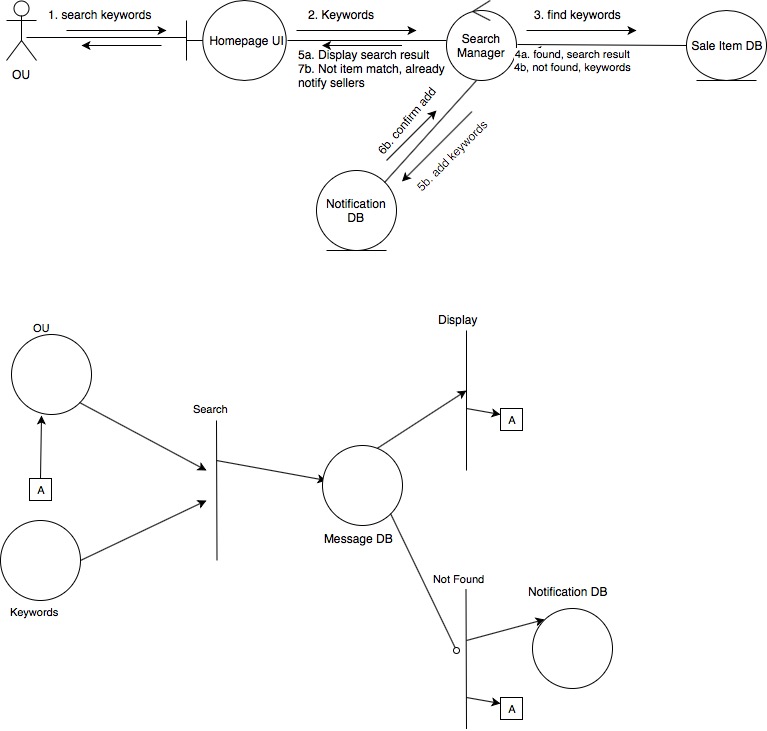 1. search keywords
2. Keywords
3. find keywords
OU
Homepage UI
Search
Manager
Sale Item DB
5a. Display search result
7b. Not item match, already
notify sellers
4a. found, search result
4b, not found, keywords
6b. confirm add
5b. add keywords
Notification
DB
Display
OU
A
Search
A
Message DB
Keywords
Not Found
Notification DB
A